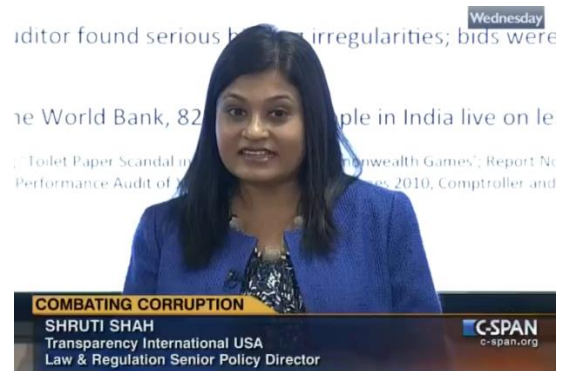 Wednesday
uditor found serious irregularities; bids were
he World Bank, 82 ple in India live on le
"Toilet Paper Scandal in monwealth Games"; Report No
Performance Audit of es 2010, Comptroller and
COMBATING CORRUPTION
SHRUTI SHAH
Transparency International USA
Law & Regulation Senior Policy Director
C-SPAN
c-span.org